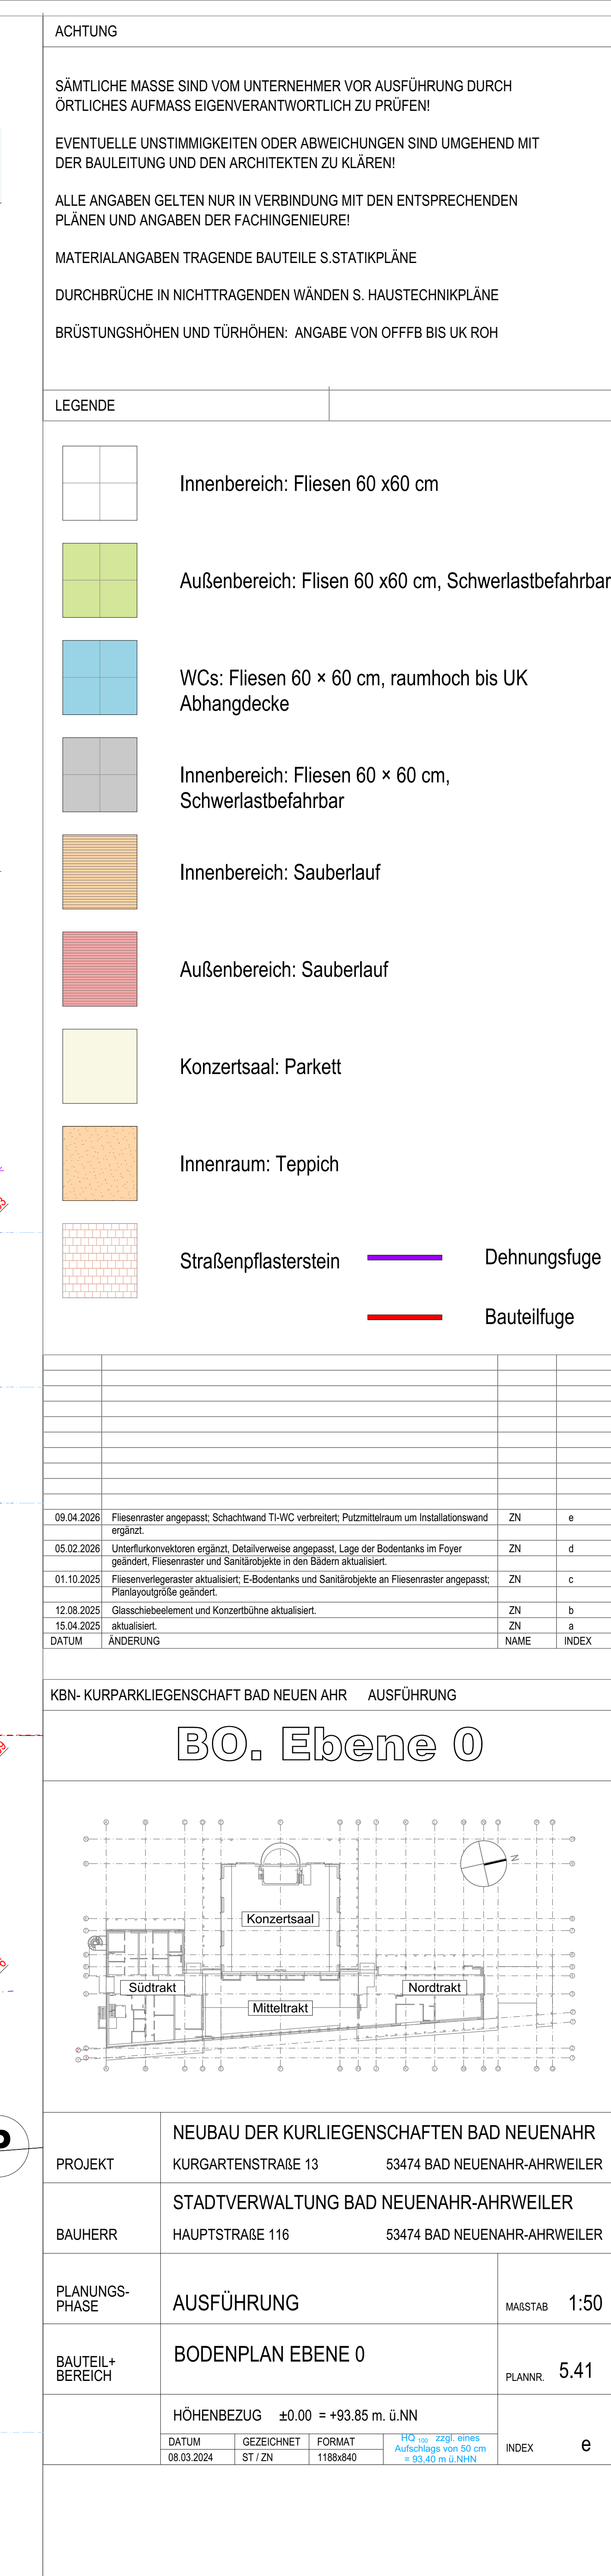 ACHTUNG
SÄMTLICHE MASSE SIND VOM UNTERNEHMER VOR AUSFÜHRUNG DURCH
ÖRTLICHES AUFMASS EIGENVERANTWORTLICH ZU PRÜFEN!
EVENTUELLE UNSTIMMIGKEITEN ODER ABWEICHUNGEN SIND UMGEHEND MIT
DER BAULEITUNG UND DEN ARCHITEKTEN ZU KLÄREN!
ALLE ANGABEN GELTEN NUR IN VERBINDUNG MIT DEN ENTSPRECHENDEN
PLÄNEN UND ANGABEN DER FACHINGENIEURE!
MATERIALANGABEN TRAGENDE BAUTEILE S.STATIKPLÄNE
DURCHBRÜCHE IN NICHTTRAGENDEN WÄNDEN S. HAUSTECHNIKPLÄNE
BRÜSTUNGSHÖHEN UND TÜRHÖHEN: ANGABE VON OFFFB BIS UK ROH
LEGENDE
Innenbereich: Fliesen 60 x60 cm
Außenbereich: Flisen 60 x60 cm, Schwerlastbefahrbar
WCs: Fliesen 60 × 60 cm, raumhoch bis UK
Abhangdecke
Innenbereich: Fliesen 60 × 60 cm,
Schwerlastbefahrbar
Innenbereich: Sauberlauf
Außenbereich: Sauberlauf
Konzertsaal: Parkett
Innenraum: Teppich
Straßenpflasterstein
Dehnungsfuge
Bauteilfuge
09.04.2026 Fliesenraster angepasst; Schachtwand TI-WC verbreitert; Putzmittelraum um Installationswand ZN e
ergänzt.
05.02.2026 Unterflurkonvektoren ergänzt, Detailverweise angepasst, Lage der Bodentanks im Foyer ZN d
geändert, Fliesenraster und Sanitärobjekte in den Bädern aktualisiert.
01.10.2025 Fliesenverlegeraster aktualisiert; E-Bodentanks und Sanitärobjekte an Fliesenraster angepasst; ZN c
Planlayoutgröße geändert.
12.08.2025 Glasschiebeelement und Konzertbühne aktualisiert. ZN b
15.04.2025 aktualisiert. ZN a
DATUM ÄNDERUNG NAME INDEX
KBN- KURPARKLIEGENSCHAFT BAD NEUEN AHR AUSFÜHRUNG
BO. Ebene 0
N
Konzertsaal
Südtrakt
Nordtrakt
Mitteltrakt
NEUBAU DER KURLIEGENSCHAFTEN BAD NEUENAHR
PROJEKT KURGARTENSTRAßE 13 53474 BAD NEUENAHR-AHRWEILER
STADTVERWALTUNG BAD NEUENAHR-AHRWEILER
BAUHERR HAUPTSTRAßE 116 53474 BAD NEUENAHR-AHRWEILER
PLANUNGS-
PHASE
AUSFÜHRUNG
MAßSTAB 1:50
BAUTEIL+
BEREICH
BODENPLAN EBENE 0
PLANNR. 5.41
HÖHENBEZUG ±0.00 = +93.85 m. ü.NN
DATUM GEZEICHNET FORMAT
08.03.2024 ST / ZN 1188x840
HQ 100 zzgl. eines
Aufschlags von 50 cm
= 93,40 m ü.NHN
INDEX e